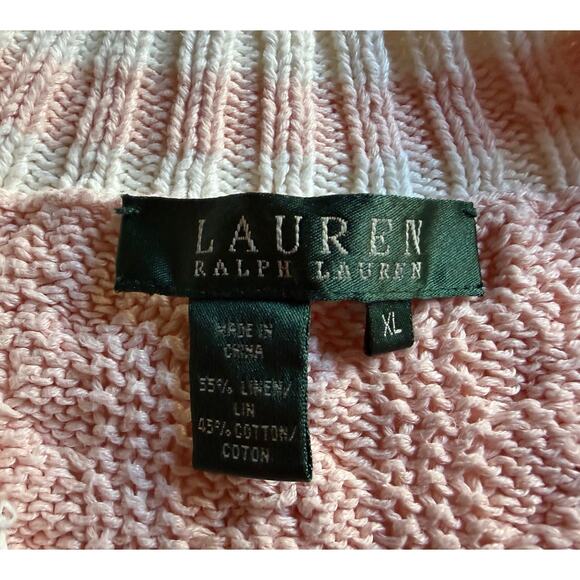 LAUREN
RALPH LAUREN
XL
MADE IN
CHINA
55% LINEN/
LIN
45% COTTON/
COTON